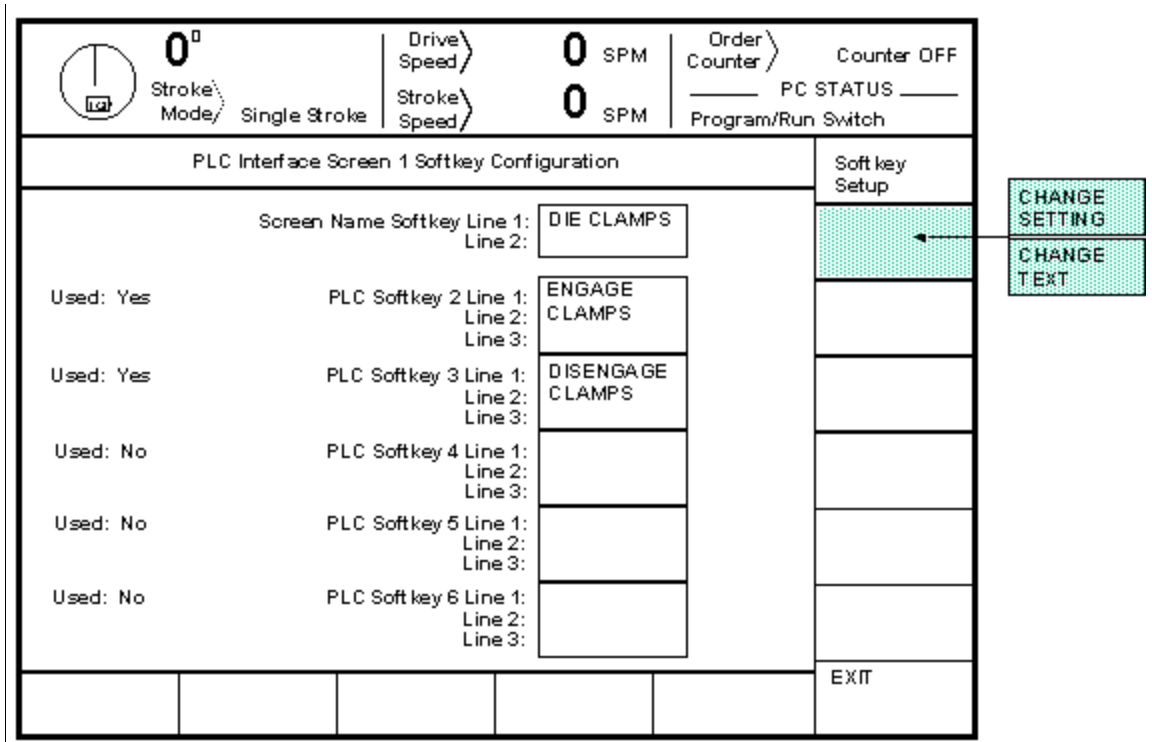 0°
Stroke
Mode Single Stroke
Drive
Speed 0 SPM
Stroke
Speed 0 SPM
Order
Counter Counter OFF
PC STATUS
Program/Run Switch
PLC Interface Screen 1 Softkey Configuration
Softkey
Setup
CHANGE
SETTING
CHANGE
TEXT
Screen Name Softkey Line 1: DIE CLAMPS
Line 2:
Used: Yes PLC Softkey 2 Line 1: ENGAGE
Line 2: CLAMPS
Line 3:
Used: Yes PLC Softkey 3 Line 1: DISENGAGE
Line 2: CLAMPS
Line 3:
Used: No PLC Softkey 4 Line 1:
Line 2:
Line 3:
Used: No PLC Softkey 5 Line 1:
Line 2:
Line 3:
Used: No PLC Softkey 6 Line 1:
Line 2:
Line 3:
EXIT